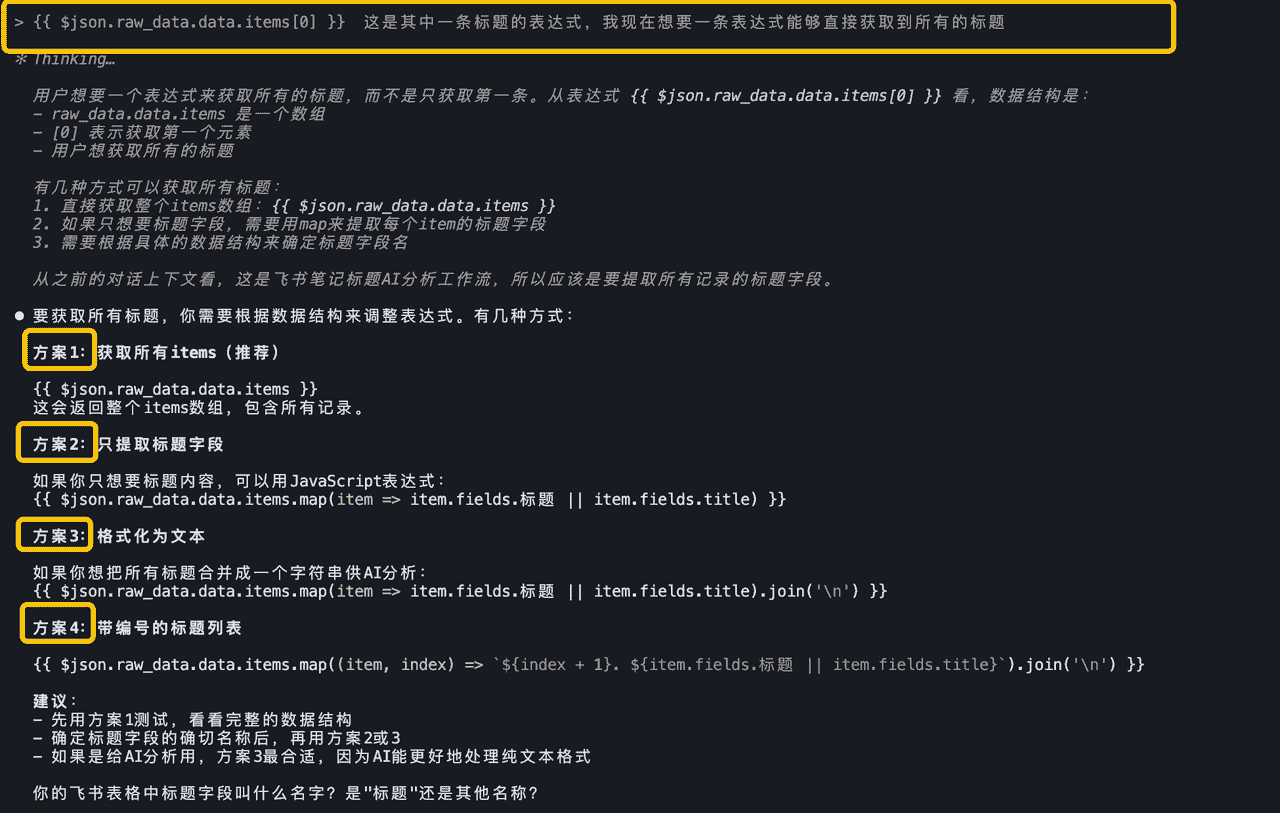 > {{ $json.raw_data.data.items[0] }}  这是其中一条标题的表达式，我现在想要一条表达式能够直接获取到所有的标题
✻ Thinking…
用户想要一个表达式来获取所有的标题，而不是只获取第一条。从表达式 {{ $json.raw_data.data.items[0] }} 看，数据结构是：
- raw_data.data.items 是一个数组
- [0] 表示获取第一个元素
- 用户想获取所有的标题
有几种方式可以获取所有标题：
1. 直接获取整个items数组：{{ $json.raw_data.data.items }}
2. 如果只想要标题字段，需要用map来提取每个item的标题字段
3. 需要根据具体的数据结构来确定标题字段名
从之前的对话上下文看，这是飞书笔记标题AI分析工作流，所以应该是要提取所有记录的标题字段。
● 要获取所有标题，你需要根据数据结构来调整表达式。有几种方式：
方案1：获取所有items（推荐）
{{ $json.raw_data.data.items }}
这会返回整个items数组，包含所有记录。
方案2：只提取标题字段
如果你只想要标题内容，可以用JavaScript表达式：
{{ $json.raw_data.data.items.map(item => item.fields.标题 || item.fields.title) }}
方案3：格式化为文本
如果你想把所有标题合并成一个字符串供AI分析：
{{ $json.raw_data.data.items.map(item => item.fields.标题 || item.fields.title).join('\n') }}
方案4：带编号的标题列表
{{ $json.raw_data.data.items.map((item, index) => `${index + 1}. ${item.fields.标题 || item.fields.title}`).join('\n') }}
建议：
- 先用方案1测试，看看完整的数据结构
- 确定标题字段的确切名称后，再用方案2或3
- 如果是给AI分析用，方案3最合适，因为AI能更好地处理纯文本格式
你的飞书表格中标题字段叫什么名字？是"标题"还是其他名称？